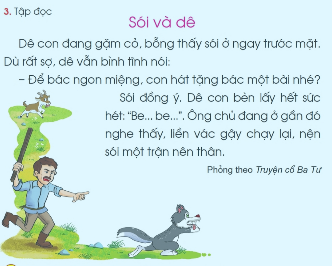 3. Tập đọc
Sói và dê
Dê con đang gặm cỏ, bỗng thấy sói ở ngay trước mặt.
Dù rất sợ, dê vẫn bình tĩnh nói:
– Để bác ngon miệng, con hát tặng bác một bài nhé?
Sói đồng ý. Dê con bèn lấy hết sức
hét: “Be... be...”. Ông chủ đang ở gần đó
nghe thấy, liền vác gậy chạy lại, nện
sói một trận nên thân.
Phỏng theo Truyện cổ Ba Tư